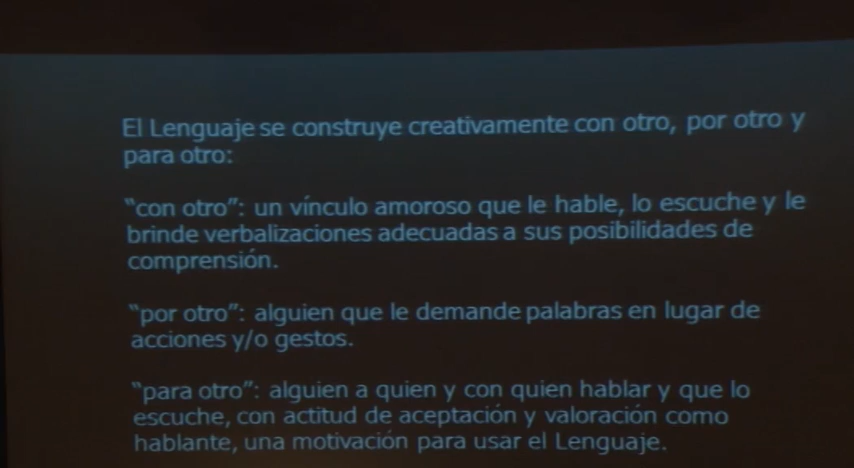 El Lenguaje se construye creativamente con otro, por otro y
para otro:
“con otro”: un vínculo amoroso que le hable, lo escuche y le
brinde verbalizaciones adecuadas a sus posibilidades de
comprensión.
“por otro”: alguien que le demande palabras en lugar de
acciones y/o gestos.
“para otro”: alguien a quien y con quien hablar y que lo
escuche, con actitud de aceptación y valoración como
hablante, una motivación para usar el Lenguaje.